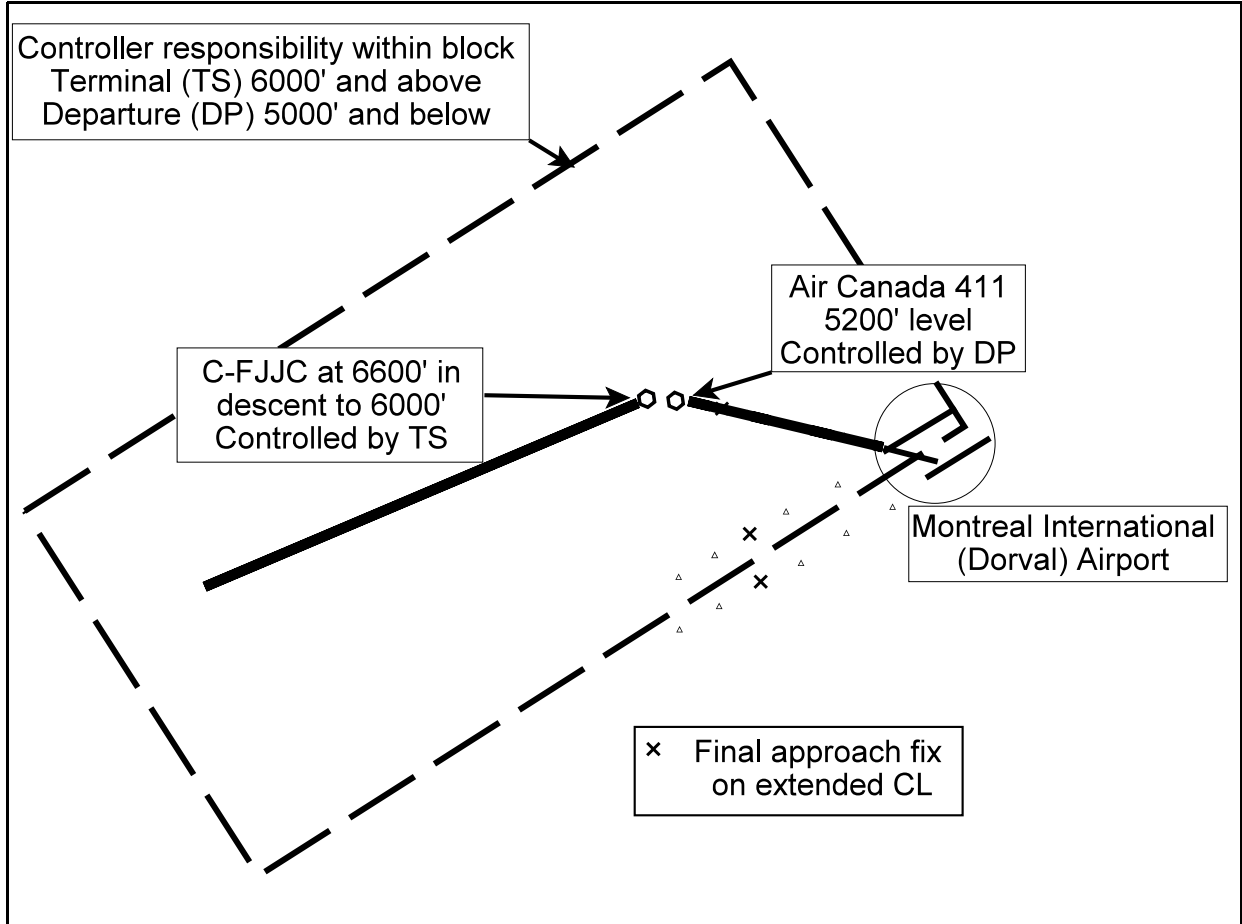 Controller responsibility within block
Terminal (TS) 6000' and above
Departure (DP) 5000' and below
Air Canada 411
5200' level
Controlled by DP
C-FJJC at 6600' in
descent to 6000'
Controlled by TS
Montreal International
(Dorval) Airport
× Final approach fix
on extended CL